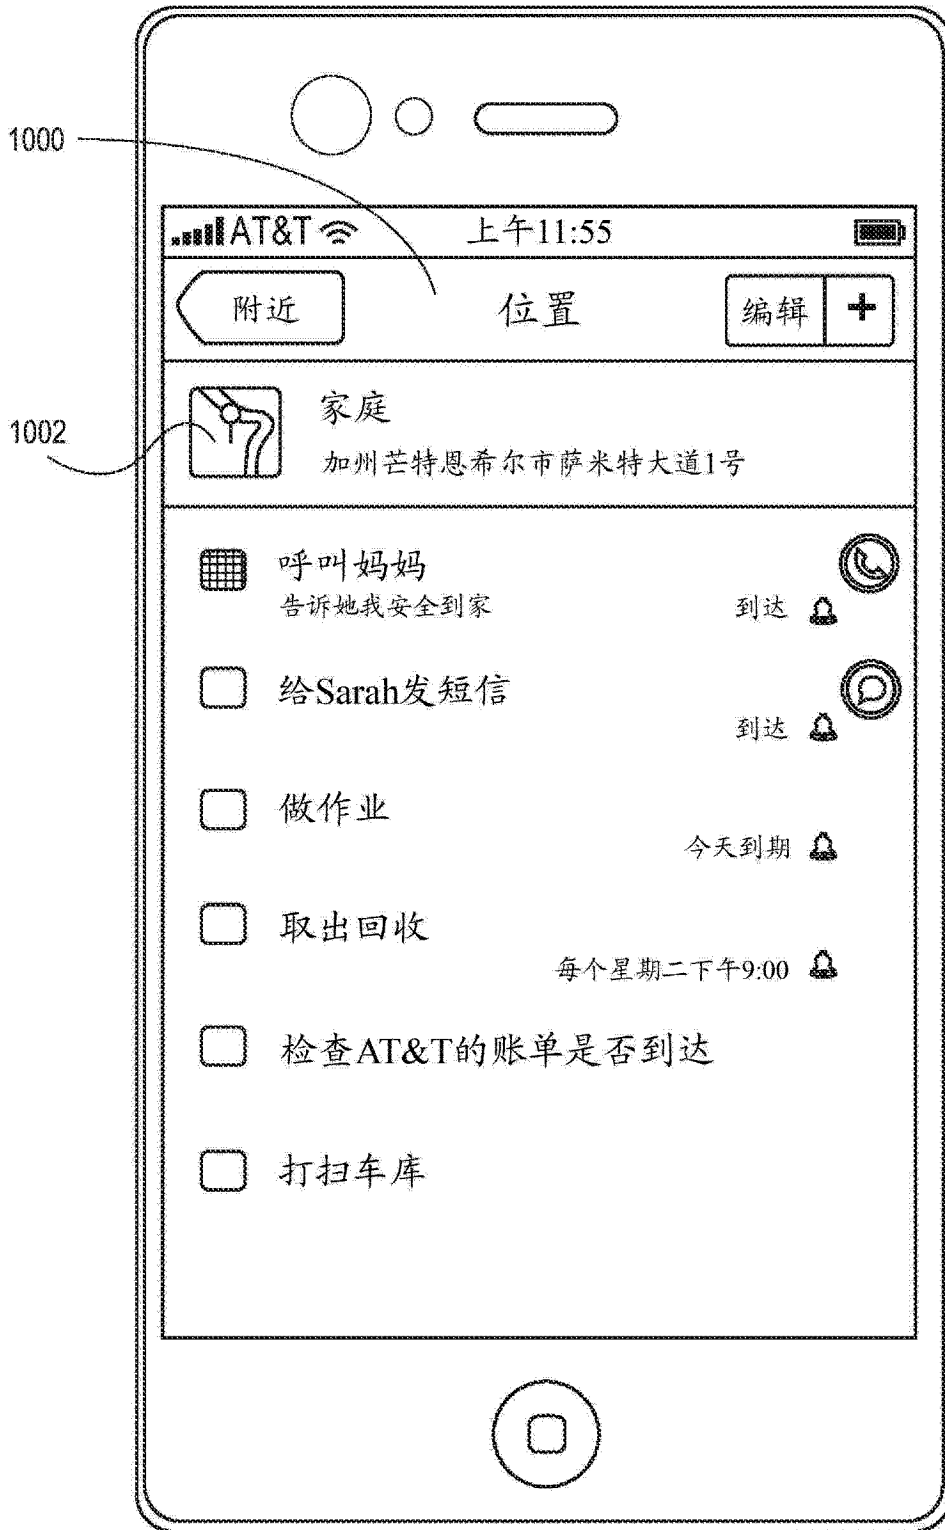 1000
AT&T 上午11:55
附近 位置 编辑 +
1002
家庭
加州芒特恩希尔市萨米特大道1号
呼叫妈妈
告诉她我安全到家 到达
给Sarah发短信
到达
做作业
今天到期
取出回收
每个星期二下午9:00
检查AT&T的账单是否到达
打扫车库